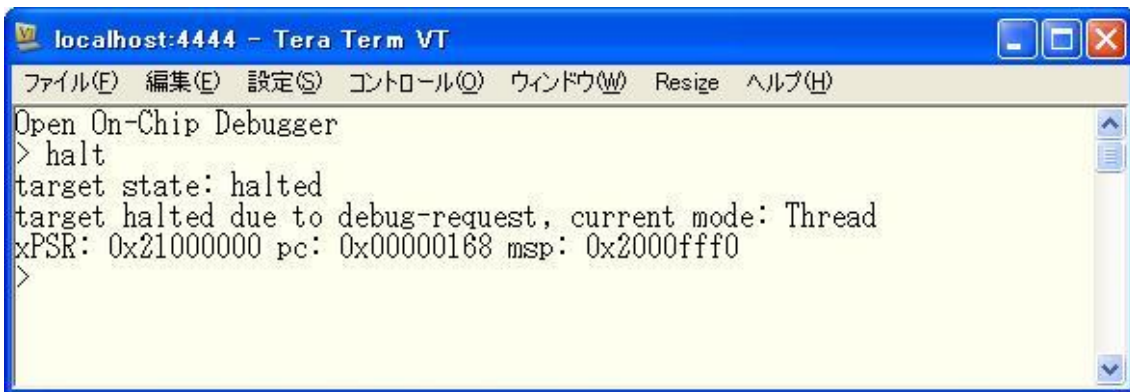 localhost:4444 - Tera Term VT
ファイル(F) 編集(E) 設定(S) コントロール(O) ウィンドウ(W) Resize ヘルプ(H)
Open On-Chip Debugger
> halt
target state: halted
target halted due to debug-request, current mode: Thread
xPSR: 0x21000000 pc: 0x00000168 msp: 0x2000fff0
>